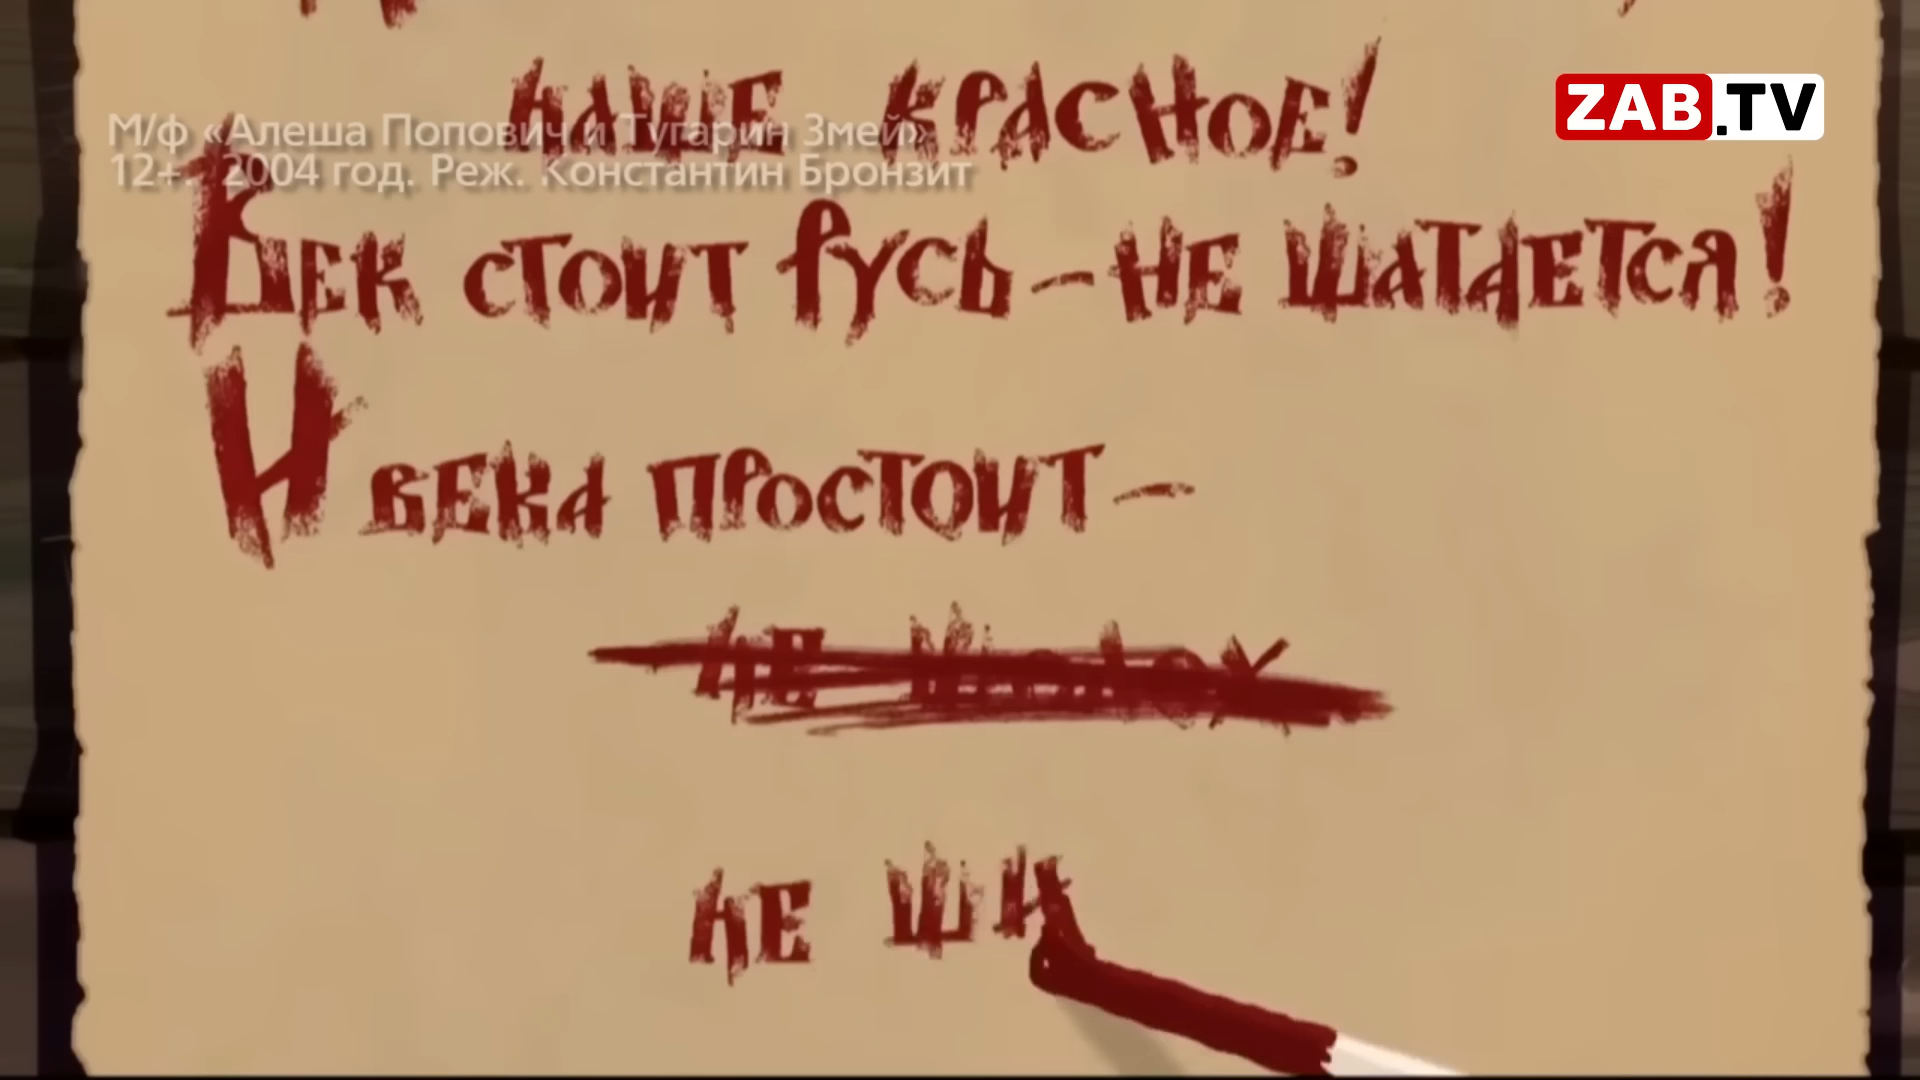 наше красное!
ZAB.TV
М/ф «Алеша Попович и Тугарин Змей»
12+. 2004 год. Реж. Константин Бронзит
Век стоит Русь – не шатается!
И века простоит –
не ши